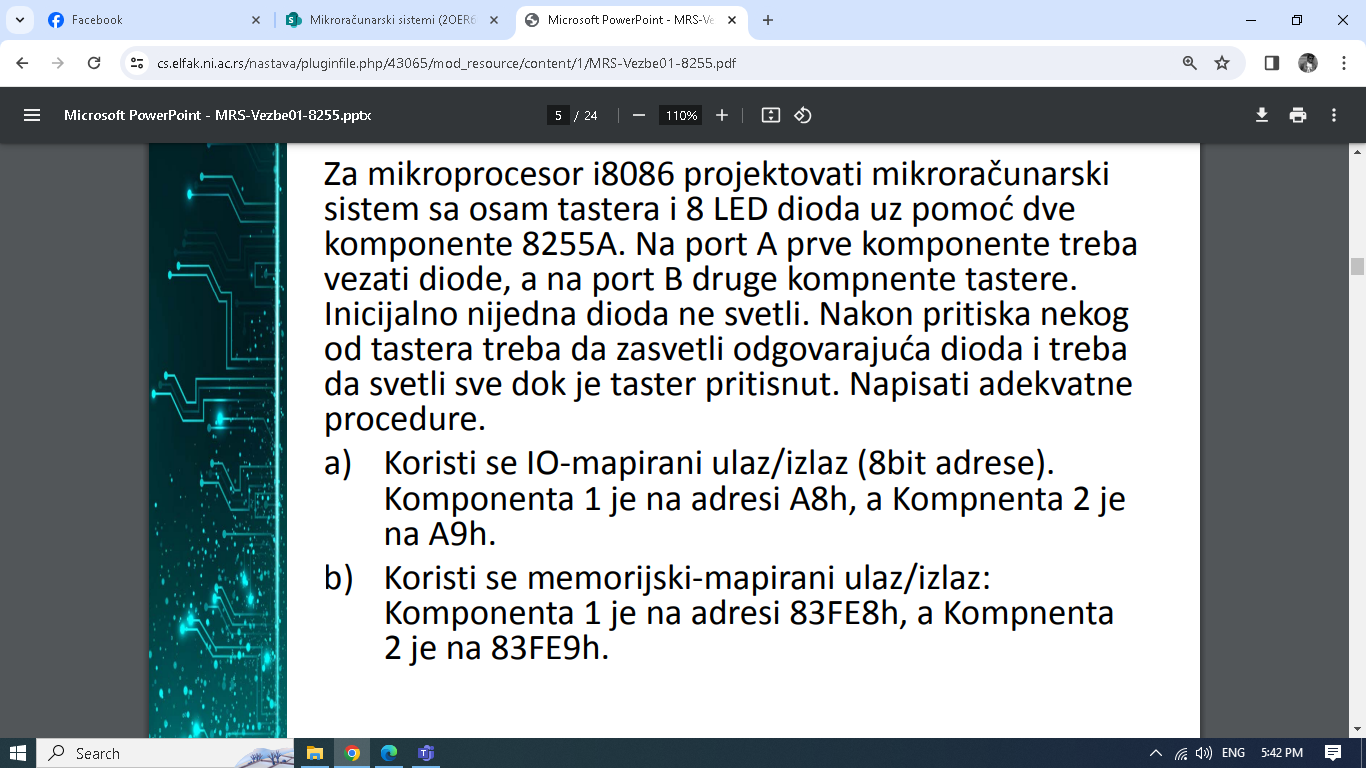 Facebook
Mikroračunarski sistemi (2OER6
Microsoft PowerPoint - MRS-Ve
cs.elfak.ni.ac.rs/nastava/pluginfile.php/43065/mod_resource/content/1/MRS-Vezbe01-8255.pdf
Microsoft PowerPoint - MRS-Vezbe01-8255.pptx
5 / 24
110%
Za mikroprocesor i8086 projektovati mikroračunarski
sistem sa osam tastera i 8 LED dioda uz pomoć dve
komponente 8255A. Na port A prve komponente treba
vezati diode, a na port B druge kompnente tastere.
Inicijalno nijedna dioda ne svetli. Nakon pritiska nekog
od tastera treba da zasvetli odgovarajuća dioda i treba
da svetli sve dok je taster pritisnut. Napisati adekvatne
procedure.
a) Koristi se IO-mapirani ulaz/izlaz (8bit adrese).
Komponenta 1 je na adresi A8h, a Kompnenta 2 je
na A9h.
b) Koristi se memorijski-mapirani ulaz/izlaz:
Komponenta 1 je na adresi 83FE8h, a Kompnenta
2 je na 83FE9h.
Search
ENG
5:42 PM